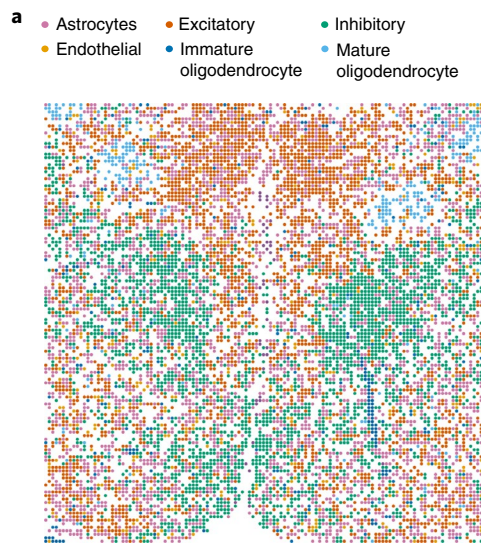 a
Astrocytes Excitatory Inhibitory
Endothelial Immature oligodendrocyte Mature oligodendrocyte